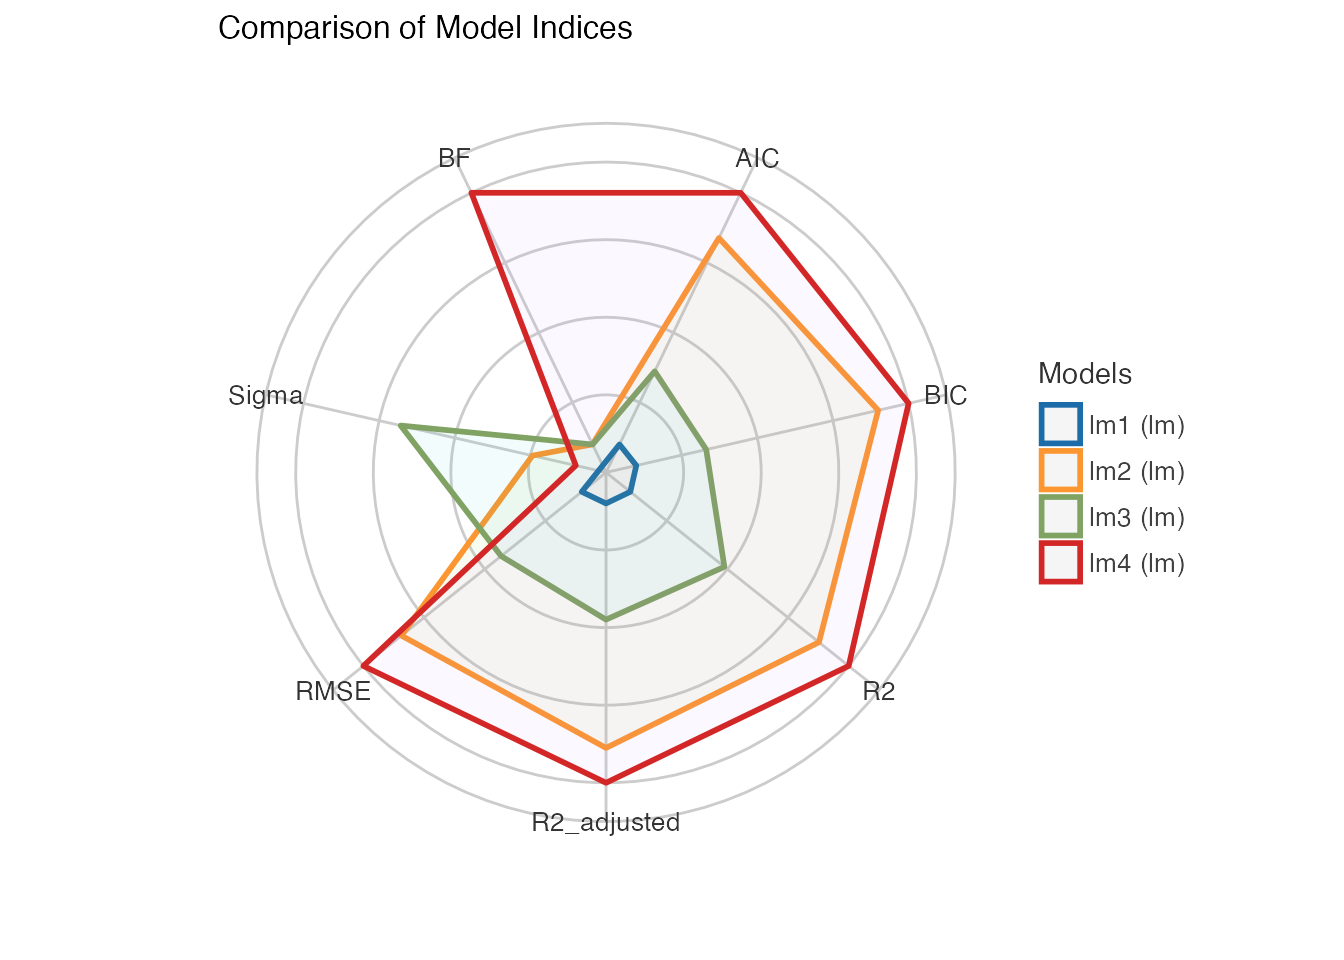 Comparison of Model Indices
BF
AIC
Sigma
BIC
RMSE
R2
R2_adjusted
Models
lm1 (lm)
lm2 (lm)
lm3 (lm)
lm4 (lm)